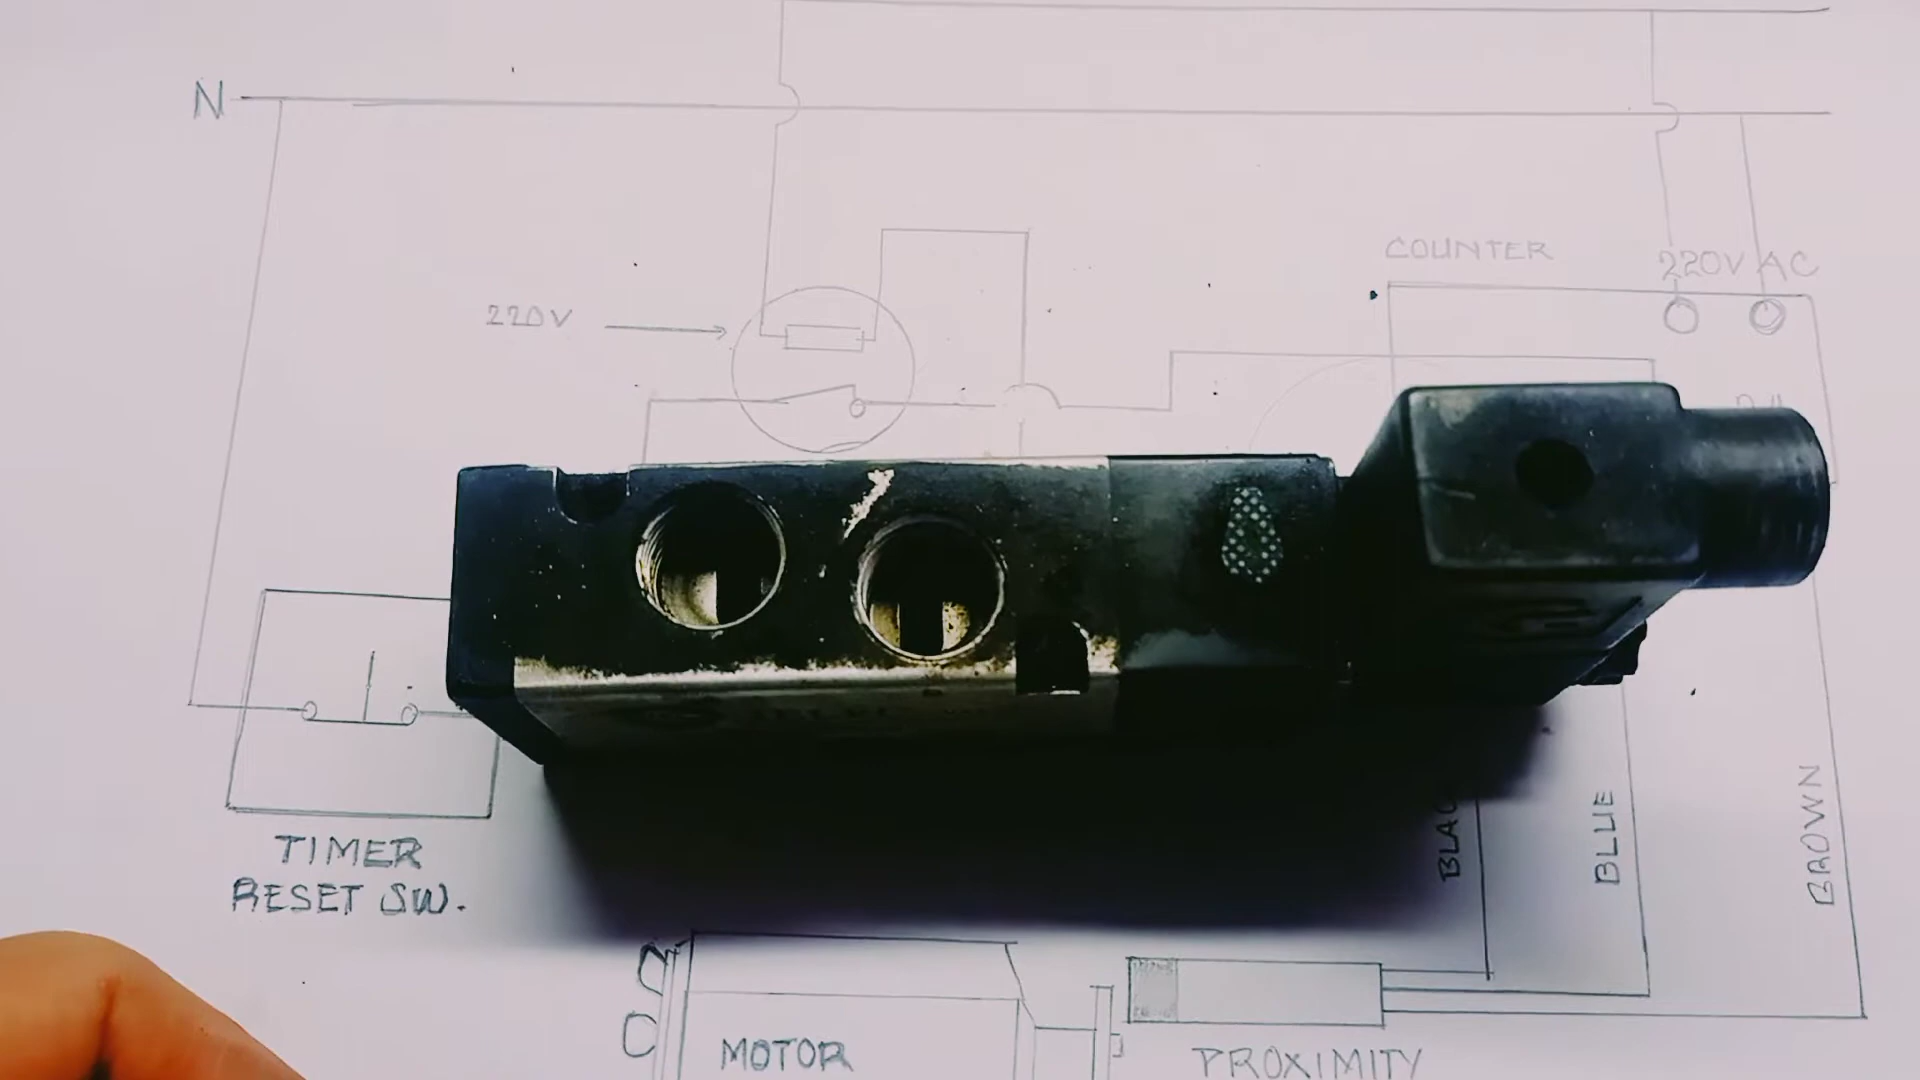 N
COUNTER
220V AC
220V
TIMER
RESET SW.
BLUE
BROWN
MOTOR
PROXIMITY